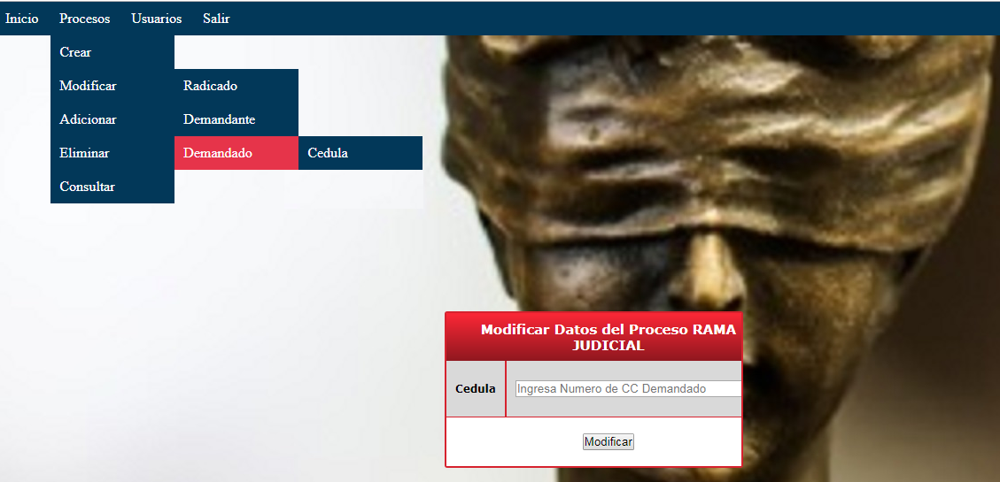 Inicio Procesos Usuarios Salir
Crear
Modificar Radicado
Adicionar Demandante
Eliminar Demandado Cedula
Consultar
Modificar Datos del Proceso RAMA
JUDICIAL
Cedula Ingresa Numero de CC Demandado
Modificar